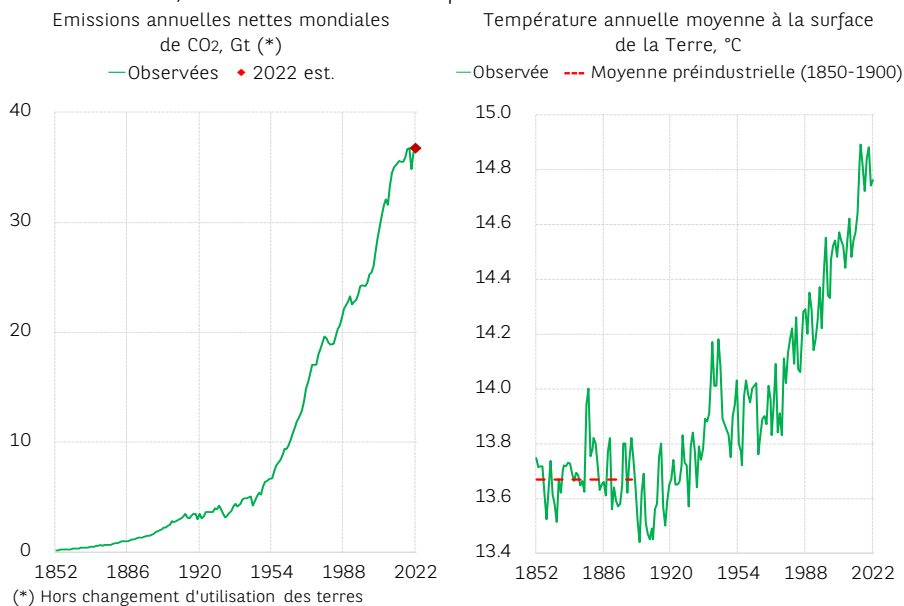 Emissions annuelles nettes mondiales
de CO2, Gt (*)
Observées 2022 est.
40
30
20
10
0
1852 1886 1920 1954 1988 2022
(*) Hors changement d'utilisation des terres
Température annuelle moyenne à la surface
de la Terre, °C
Observée Moyenne préindustrielle (1850-1900)
15.0
14.8
14.6
14.4
14.2
14.0
13.8
13.6
13.4
1852 1886 1920 1954 1988 2022